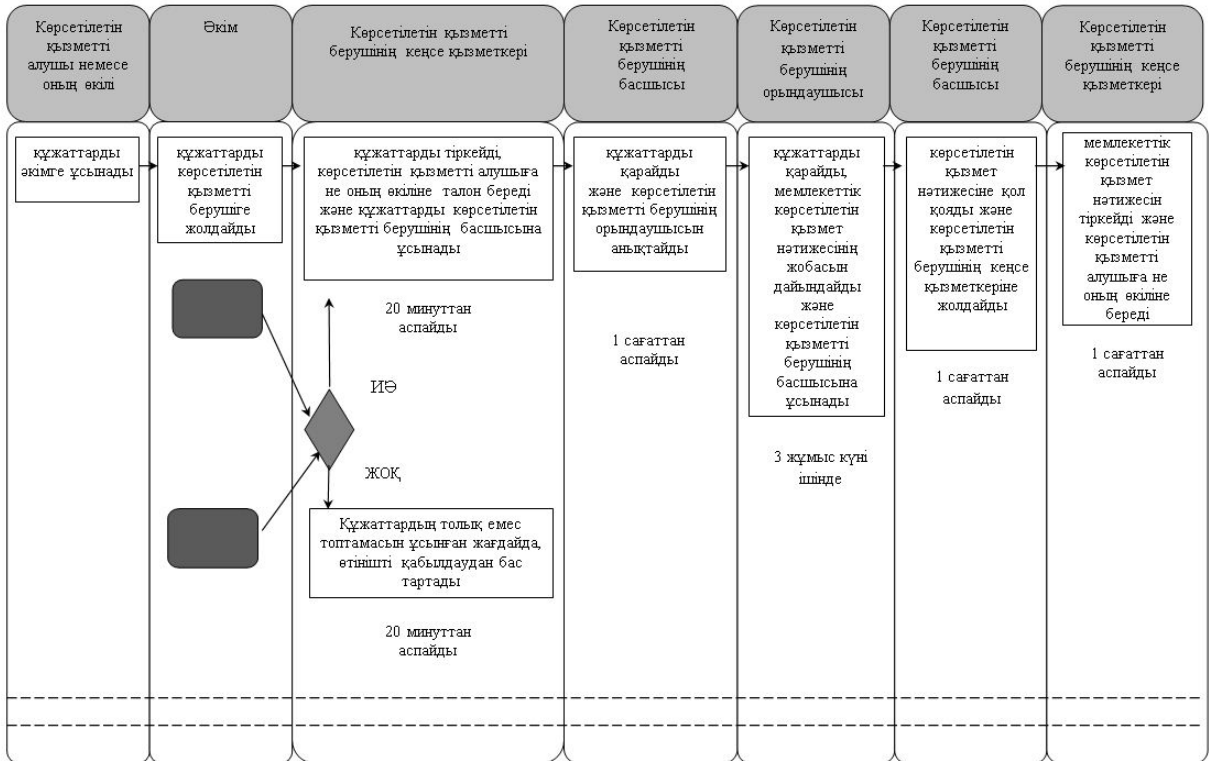 Көрсетілетін
қызметті
алушы немесе
оның өкілі
Әкім
Көрсетілетін қызметті
берушінің кеңсе қызметкері
Көрсетілетін
қызметті
берушінің
басшысы
Көрсетілетін
қызметті
берушінің
орындаушысы
Көрсетілетін
қызметті
берушінің
басшысы
Көрсетілетін
қызметті
берушінің кеңсе
қызметкері
құжаттарды
әкімге ұсынады
құжаттарды
көрсетілетін
қызметті
берушіге
жолдайды
құжаттарды тіркейді,
көрсетілетін қызметті алушыға
не оның өкіліне талон береді
және құжаттарды көрсетілетін
қызметті берушінің басшысына
ұсынады
20 минуттан
аспайды
ИӘ
ЖОҚ
Құжаттардың толық емес
топтамасын ұсынған жағдайда,
өтінішті қабылдаудан бас
тартады
20 минуттан
аспайды
құжаттарды
қарайды
және көрсетілетін
қызметті берушінің
орындаушысын
анықтайды
1 сағаттан
аспайды
құжаттарды
қарайды,
мемлекеттік
көрсетілетін
қызмет
нәтижесінің
жобасын
дайындайды
және
көрсетілетін
қызметті
берушінің
басшысына
ұсынады
3 жұмыс күні
ішінде
көрсетілетін
қызмет
нәтижесіне қол
қояды және
көрсетілетін
қызметті
берушінің кеңсе
қызметкеріне
жолдайды
1 сағаттан
аспайды
мемлекеттік
көрсетілетін
қызмет
нәтижесін
тіркейді және
көрсетілетін
қызметті
алушыға не
оның өкіліне
береді
1 сағаттан
аспайды